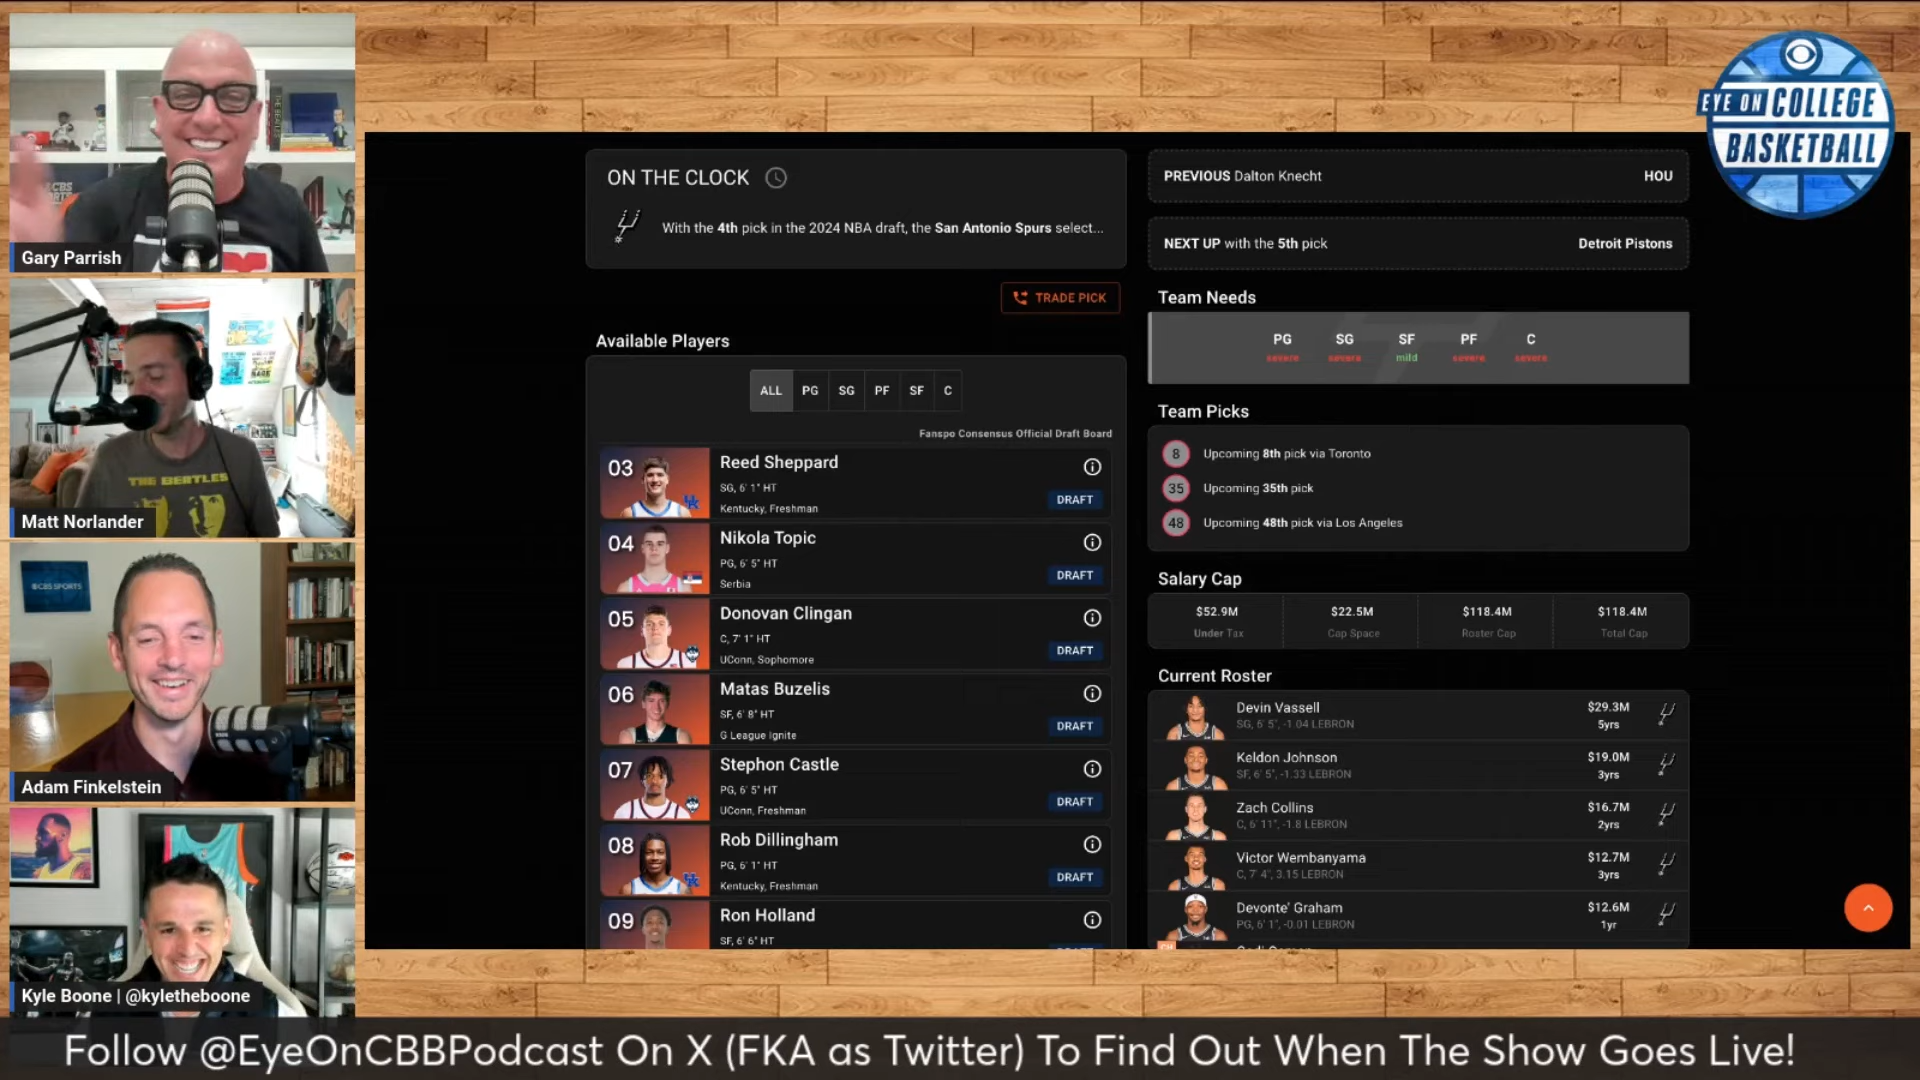 Gary Parrish
THE BEATLES
Matt Norlander
CBS SPORTS
Adam Finkelstein
Kyle Boone | @kyletheboone
EYE ON COLLEGE
BASKETBALL
ON THE CLOCK
With the 4th pick in the 2024 NBA draft, the San Antonio Spurs select...
TRADE PICK
Available Players
ALL PG SG PF SF C
Fanspo Consensus Official Draft Board
03 Reed Sheppard
SG, 6' 1" HT
Kentucky, Freshman
DRAFT
04 Nikola Topic
PG, 6' 5" HT
Serbia
DRAFT
05 Donovan Clingan
C, 7' 1" HT
UConn, Sophomore
DRAFT
06 Matas Buzelis
SF, 6' 8" HT
G League Ignite
DRAFT
07 Stephon Castle
PG, 6' 5" HT
UConn, Freshman
DRAFT
08 Rob Dillingham
PG, 6' 1" HT
Kentucky, Freshman
DRAFT
09 Ron Holland
SF, 6' 6" HT
PREVIOUS Dalton Knecht HOU
NEXT UP with the 5th pick Detroit Pistons
Team Needs
PG SG SF PF C
severe severe mild severe severe
Team Picks
8 Upcoming 8th pick via Toronto
35 Upcoming 35th pick
48 Upcoming 48th pick via Los Angeles
Salary Cap
$52.9M $22.5M $118.4M $118.4M
Under Tax Cap Space Roster Cap Total Cap
Current Roster
Devin Vassell $29.3M
SG, 6' 5", -1.04 LEBRON 5yrs
Keldon Johnson $19.0M
SF, 6' 5", -1.33 LEBRON 3yrs
Zach Collins $16.7M
C, 6' 11", -1.8 LEBRON 2yrs
Victor Wembanyama $12.7M
C, 7' 4", 3.15 LEBRON 3yrs
Devonte' Graham $12.6M
PG, 6' 1", -0.01 LEBRON 1yr
Follow @EyeOnCBBPodcast On X (FKA as Twitter) To Find Out When The Show Goes Live!